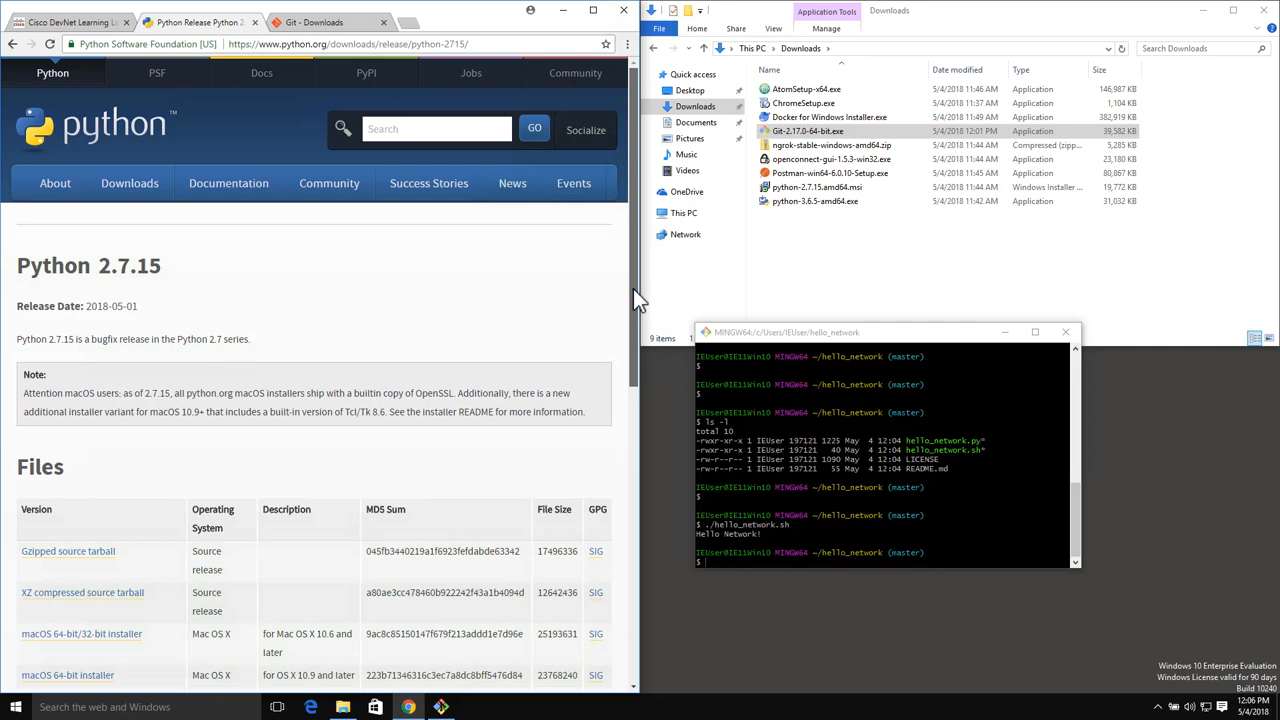 Cisco DevNet Learni
Python Release Python 2
Git - Downloads
Python Software Foundation [US]
https://www.python.org/downloads/release/python-2715/
Python
PSF
Docs
PyPI
Jobs
Community
python™
Search
GO
Socialize
About
Downloads
Documentation
Community
Success Stories
News
Events
Python 2.7.15
Release Date: 2018-05-01
Python 2.7.15 is a bugfix release in the Python 2.7 series.
Note:
Attention macOS users: as of 2.7.15, all python.org macOS installers ship with a builtin copy of OpenSSL. Additionally, there is a new
additional installer variant for macOS 10.9+ that includes a built-in version of Tcl/Tk 8.6. See the installer README for more information.
Files
Version Operating System Description MD5 Sum File Size GPG
Gzipped source tarball Source release 045fb3440219a1f6923fefdabde63342 17496336 SIG
XZ compressed source tarball Source release a80ae3cc478460b922242f43a1b4094d 12642436 SIG
macOS 64-bit/32-bit installer Mac OS X for Mac OS X 10.6 and later 9ac8c85150147f679f213addd1e7d96e 25193631 SIG
macOS 64-bit installer Mac OS X for OS X 10.9 and later 223b71346316c3ec7a8dc8bff5476d84 23768240 SIG
Application Tools
Downloads
File
Home
Share
View
Manage
This PC
Downloads
Search Downloads
Quick access
Desktop
Downloads
Documents
Pictures
Music
Videos
OneDrive
This PC
Network
Name Date modified Type Size
AtomSetup-x64.exe 5/4/2018 11:46 AM Application 146,987 KB
ChromeSetup.exe 5/4/2018 11:37 AM Application 1,104 KB
Docker for Windows Installer.exe 5/4/2018 11:49 AM Application 382,919 KB
Git-2.17.0-64-bit.exe 5/4/2018 12:01 PM Application 39,582 KB
ngrok-stable-windows-amd64.zip 5/4/2018 11:44 AM Compressed (zipp... 5,285 KB
openconnect-gui-1.5.3-win32.exe 5/4/2018 11:44 AM Application 23,180 KB
Postman-win64-6.0.10-Setup.exe 5/4/2018 11:45 AM Application 80,867 KB
python-2.7.15.amd64.msi 5/4/2018 11:44 AM Windows Installer ... 19,772 KB
python-3.6.5-amd64.exe 5/4/2018 11:42 AM Application 31,032 KB
9 items
MINGW64:/c/Users/IEUser/hello_network
IEUser@IE11Win10 MINGW64 ~/hello_network (master)
$
IEUser@IE11Win10 MINGW64 ~/hello_network (master)
$
IEUser@IE11Win10 MINGW64 ~/hello_network (master)
$ ls -l
total 10
-rwxr-xr-x 1 IEUser 197121 1225 May 4 12:04 hello_network.py*
-rwxr-xr-x 1 IEUser 197121 40 May 4 12:04 hello_network.sh*
-rw-r--r-- 1 IEUser 197121 1090 May 4 12:04 LICENSE
-rw-r--r-- 1 IEUser 197121 55 May 4 12:04 README.md
IEUser@IE11Win10 MINGW64 ~/hello_network (master)
$
IEUser@IE11Win10 MINGW64 ~/hello_network (master)
$ ./hello_network.sh
Hello Network!
IEUser@IE11Win10 MINGW64 ~/hello_network (master)
$
Windows 10 Enterprise Evaluation
Windows License valid for 90 days
Build 10240
Search the web and Windows
12:06 PM
5/4/2018